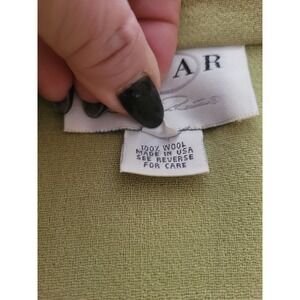 AR
100% WOOL
MADE IN USA
SEE REVERSE
FOR CARE